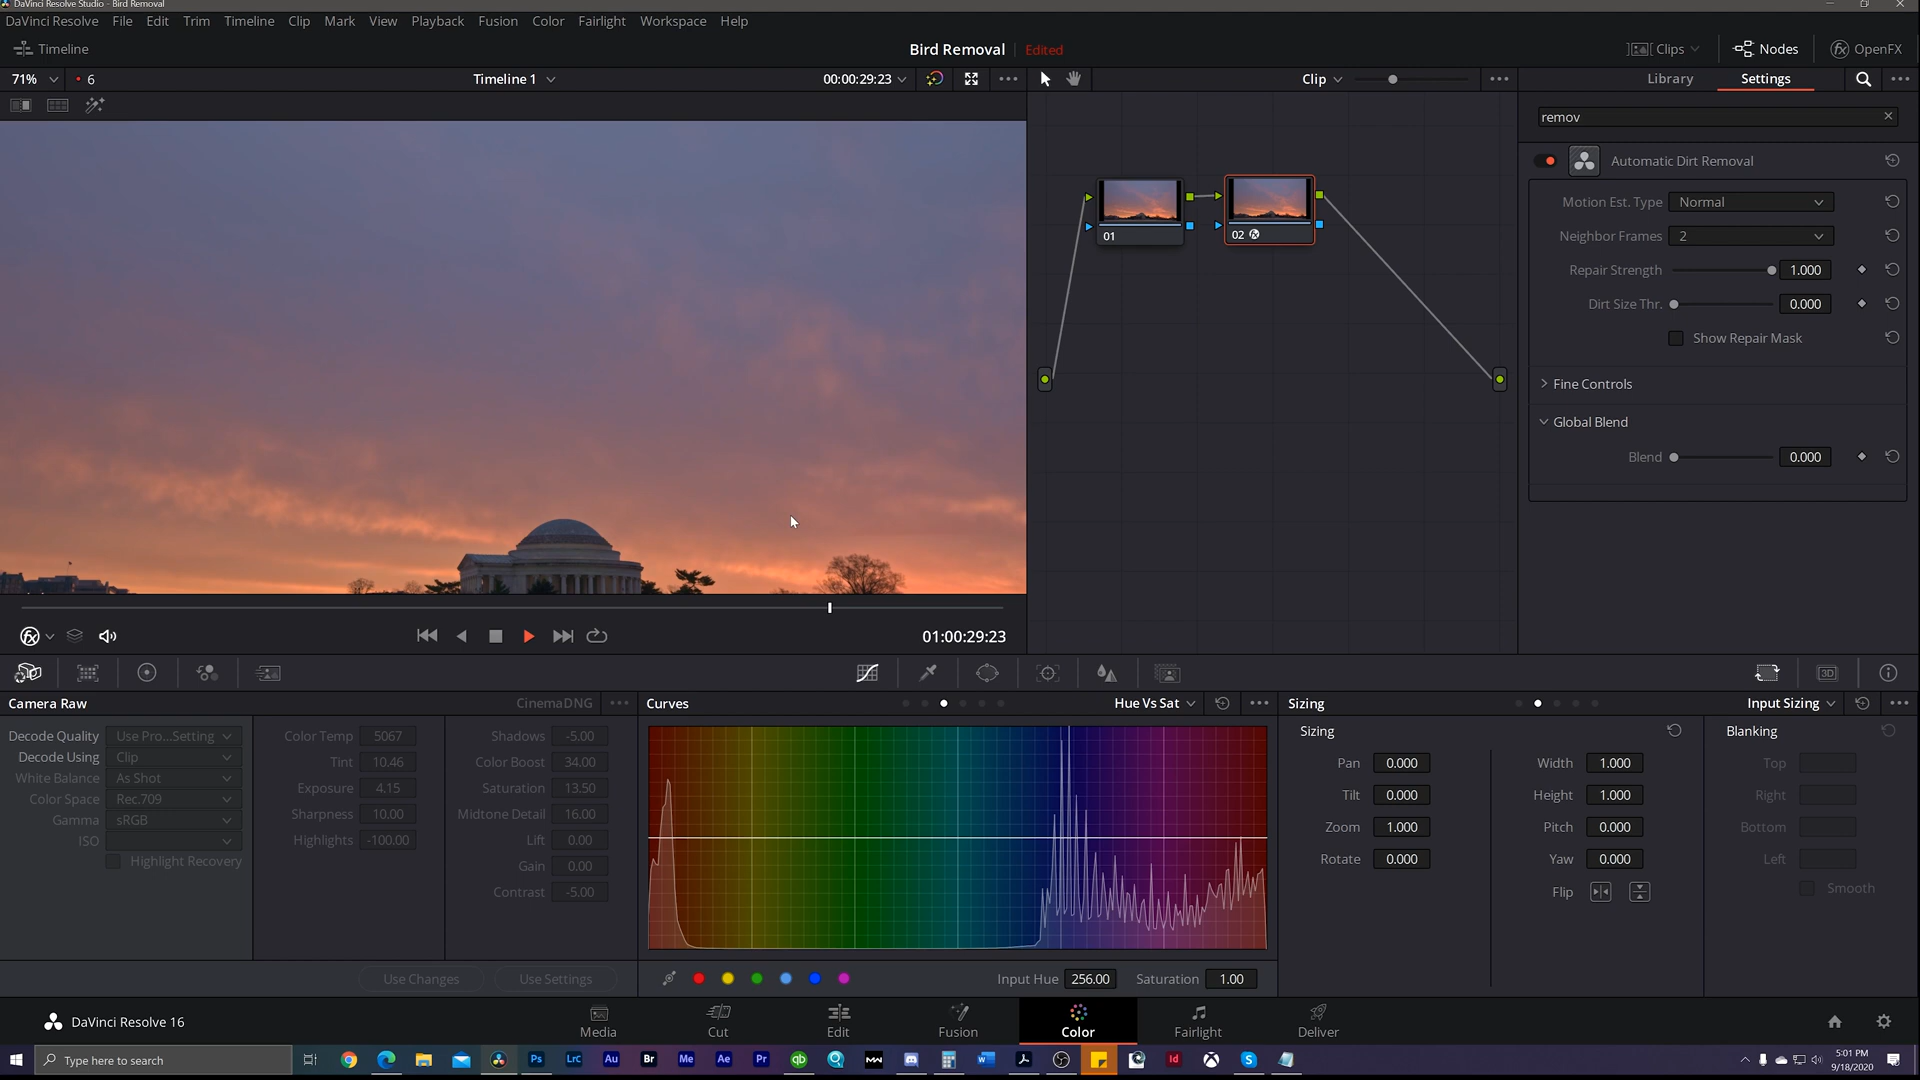 DaVinci Resolve Studio - Bird Removal
DaVinci Resolve File Edit Trim Timeline Clip Mark View Playback Fusion Color Fairlight Workspace Help
Timeline Bird Removal Edited Clips Nodes OpenFX
71% 6 Timeline 1 00:00:29:23 Clip Library Settings
remov
Automatic Dirt Removal
Motion Est. Type Normal
Neighbor Frames 2
Repair Strength 1.000
Dirt Size Thr. 0.000
Show Repair Mask
Fine Controls
Global Blend
Blend 0.000
01
02
01:00:29:23
Camera Raw CinemaDNG
Decode Quality Use Pro...Setting
Decode Using Clip
White Balance As Shot
Color Space Rec.709
Gamma sRGB
ISO
Highlight Recovery
Color Temp 5067
Tint 10.46
Exposure 4.15
Sharpness 10.00
Highlights -100.00
Shadows -5.00
Color Boost 34.00
Saturation 13.50
Midtone Detail 16.00
Lift 0.00
Gain 0.00
Contrast -5.00
Use Changes Use Settings
Curves Hue Vs Sat
Input Hue 256.00 Saturation 1.00
Sizing Input Sizing
Sizing
Pan 0.000
Tilt 0.000
Zoom 1.000
Rotate 0.000
Width 1.000
Height 1.000
Pitch 0.000
Yaw 0.000
Flip
Blanking
Top
Right
Bottom
Left
Smooth
3D
DaVinci Resolve 16
Media Cut Edit Fusion Color Fairlight Deliver
Type here to search
Ps LrC Au Br Me Ae Pr qb Id
5:01 PM
9/18/2020